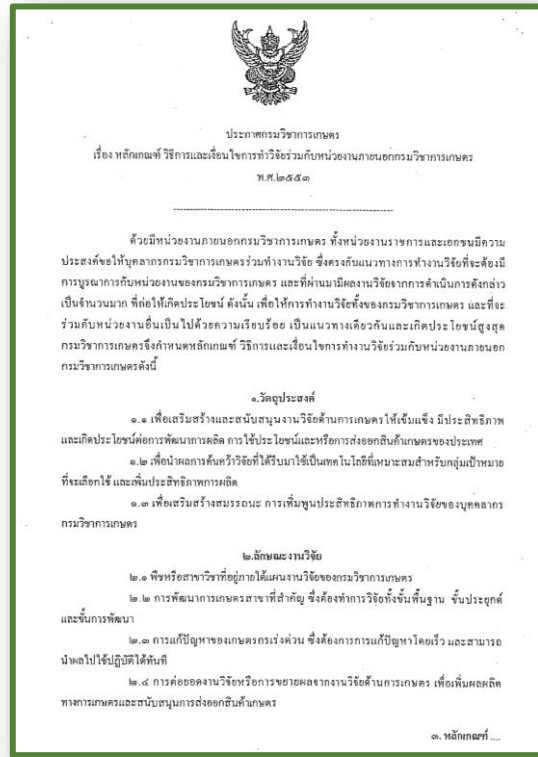 ประกาศกรมวิชาการเกษตร
เรื่อง หลักเกณฑ์ วิธีการและเงื่อนไขการทำวิจัยร่วมกับหน่วยงานภายนอกกรมวิชาการเกษตร
พ.ศ.๒๕๕๓
ด้วยมีหน่วยงานภายนอกกรมวิชาการเกษตร ทั้งหน่วยงานราชการและเอกชนมีความ
ประสงค์ขอให้บุคลากรกรมวิชาการเกษตรร่วมทำงานวิจัย ซึ่งตรงกับแนวทางการทำงานวิจัยที่จะต้องมี
การบูรณาการกับหน่วยงานของกรมวิชาการเกษตร และที่ผ่านมามีผลงานวิจัยจากการดำเนินการดังกล่าว
เป็นจำนวนมาก ที่ก่อให้เกิดประโยชน์ ดังนั้น เพื่อให้การทำงานวิจัยทั้งของกรมวิชาการเกษตร และที่จะ
ร่วมกับหน่วยงานอื่นเป็นไปด้วยความเรียบร้อย เป็นแนวทางเดียวกันและเกิดประโยชน์สูงสุด
กรมวิชาการเกษตรจึงกำหนดหลักเกณฑ์ วิธีการและเงื่อนไขการทำงานวิจัยร่วมกับหน่วยงานภายนอก
กรมวิชาการเกษตรดังนี้
๑.วัตถุประสงค์
๑.๑ เพื่อเสริมสร้างและสนับสนุนงานวิจัยด้านการเกษตรให้เข้มแข็ง มีประสิทธิภาพ
และเกิดประโยชน์ต่อการพัฒนาการผลิต การใช้ประโยชน์และหรือการส่งออกสินค้าเกษตรของประเทศ
๑.๒ เพื่อนำผลการค้นคว้าวิจัยที่ได้รับมาใช้เป็นเทคโนโลยีที่เหมาะสมสำหรับกลุ่มเป้าหมาย
ที่จะเลือกใช้ และเพิ่มประสิทธิภาพการผลิต
๑.๓ เพื่อเสริมสร้างสมรรถนะ การเพิ่มพูนประสิทธิภาพการทำงานวิจัยของบุคลากร
กรมวิชาการเกษตร
๒.ลักษณะงานวิจัย
๒.๑ พืชหรือสาขาวิชาที่อยู่ภายใต้แผนงานวิจัยของกรมวิชาการเกษตร
๒.๒ การพัฒนาการเกษตรสาขาที่สำคัญ ซึ่งต้องทำการวิจัยทั้งขั้นพื้นฐาน ขั้นประยุกต์
และขั้นการพัฒนา
๒.๓ การแก้ปัญหาของเกษตรกรเร่งด่วน ซึ่งต้องการการแก้ปัญหาโดยเร็ว และสามารถ
นำผลไปใช้ปฏิบัติได้ทันที
๒.๔ การต่อยอดงานวิจัยหรือการขยายผลจากงานวิจัยด้านการเกษตร เพื่อเพิ่มผลผลิต
ทางการเกษตรและสนับสนุนการส่งออกสินค้าเกษตร
๓. หลักเกณฑ์ ....